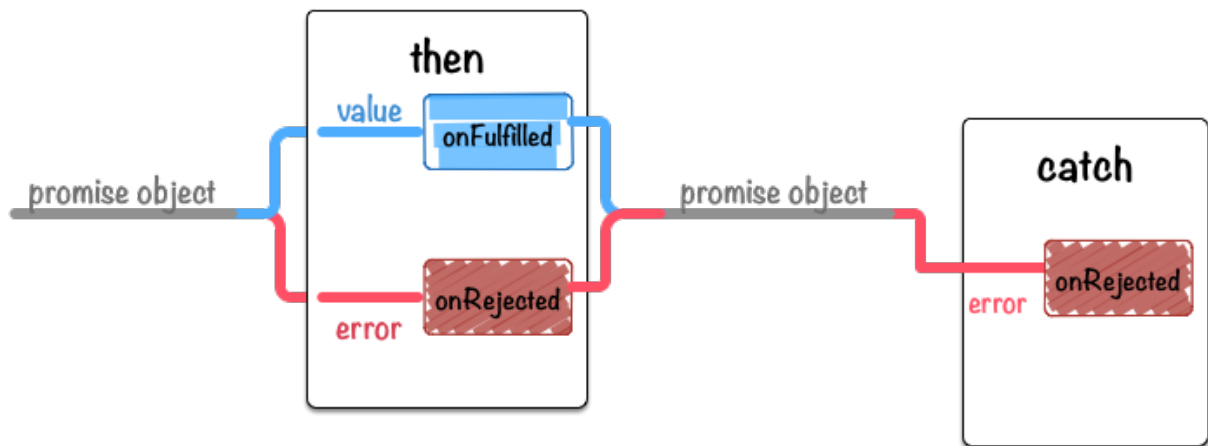 then
value
onFulfilled
promise object
onRejected
error
promise object
catch
onRejected
error